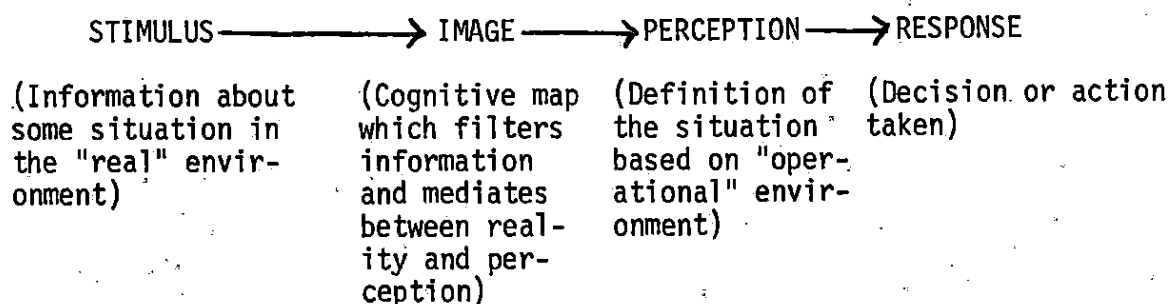 STIMULUS → IMAGE → PERCEPTION → RESPONSE
(Information about
some situation in
the "real" envir-
onment)
(Cognitive map
which filters
information
and mediates
between real-
ity and per-
ception)
(Definition of
the situation
based on "oper-
ational" envir-
onment)
(Decision or action
taken)